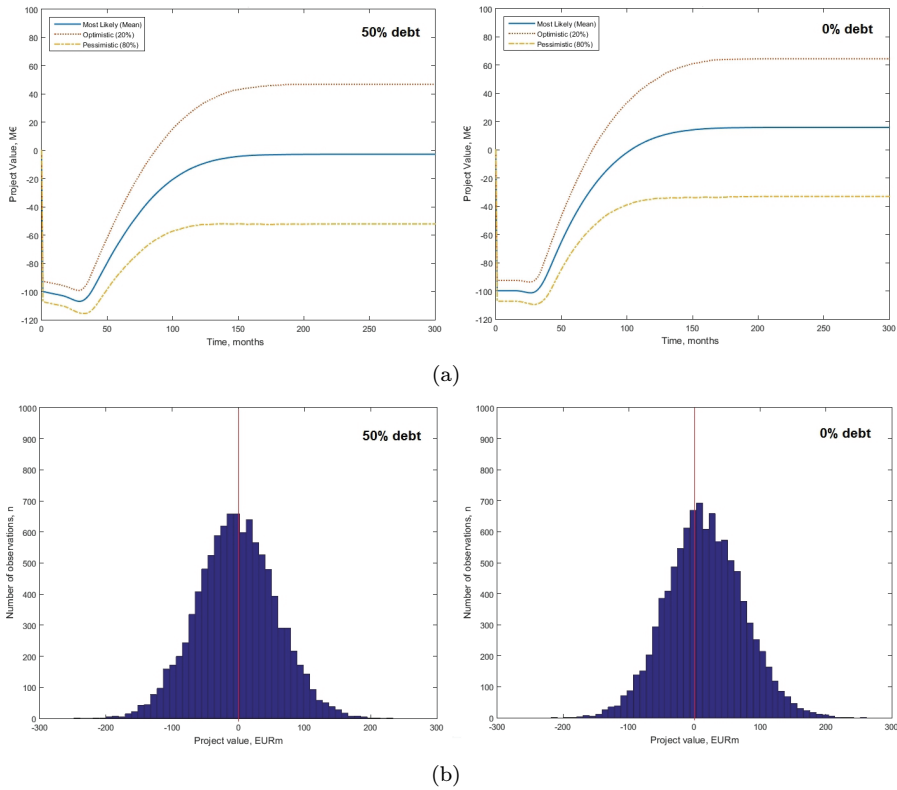 50% debt
Most Likely (Mean)
Optimistic (20%)
Pessimistic (80%)
Project Value, M€
100
80
60
40
20
0
-20
-40
-60
-80
-100
-120
0 50 100 150 200 250 300
Time, months
0% debt
Most Likely (Mean)
Optimistic (20%)
Pessimistic (80%)
Project Value, M€
100
80
60
40
20
0
-20
-40
-60
-80
-100
-120
0 50 100 150 200 250 300
Time, months
(a)
50% debt
Number of observations, n
1000
900
800
700
600
500
400
300
200
100
0
-300 -200 -100 0 100 200 300
Project value, EURm
0% debt
Number of observations, n
1000
900
800
700
600
500
400
300
200
100
0
-300 -200 -100 0 100 200 300
Project value, EURm
(b)